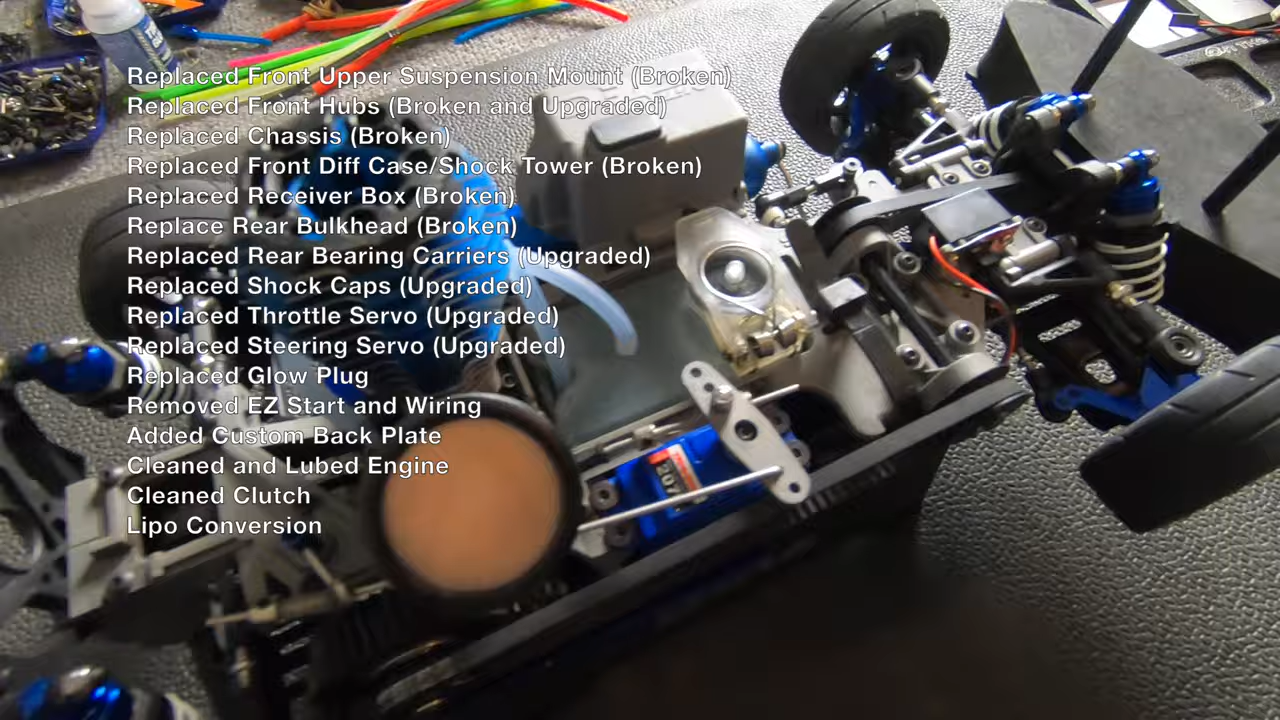 Replaced Front Upper Suspension Mount (Broken)
Replaced Front Hubs (Broken and Upgraded)
Replaced Chassis (Broken)
Replaced Front Diff Case/Shock Tower (Broken)
Replaced Receiver Box (Broken)
Replace Rear Bulkhead (Broken)
Replaced Rear Bearing Carriers (Upgraded)
Replaced Shock Caps (Upgraded)
Replaced Throttle Servo (Upgraded)
Replaced Steering Servo (Upgraded)
Replaced Glow Plug
Removed EZ Start and Wiring
Added Custom Back Plate
Cleaned and Lubed Engine
Cleaned Clutch
Lipo Conversion
207